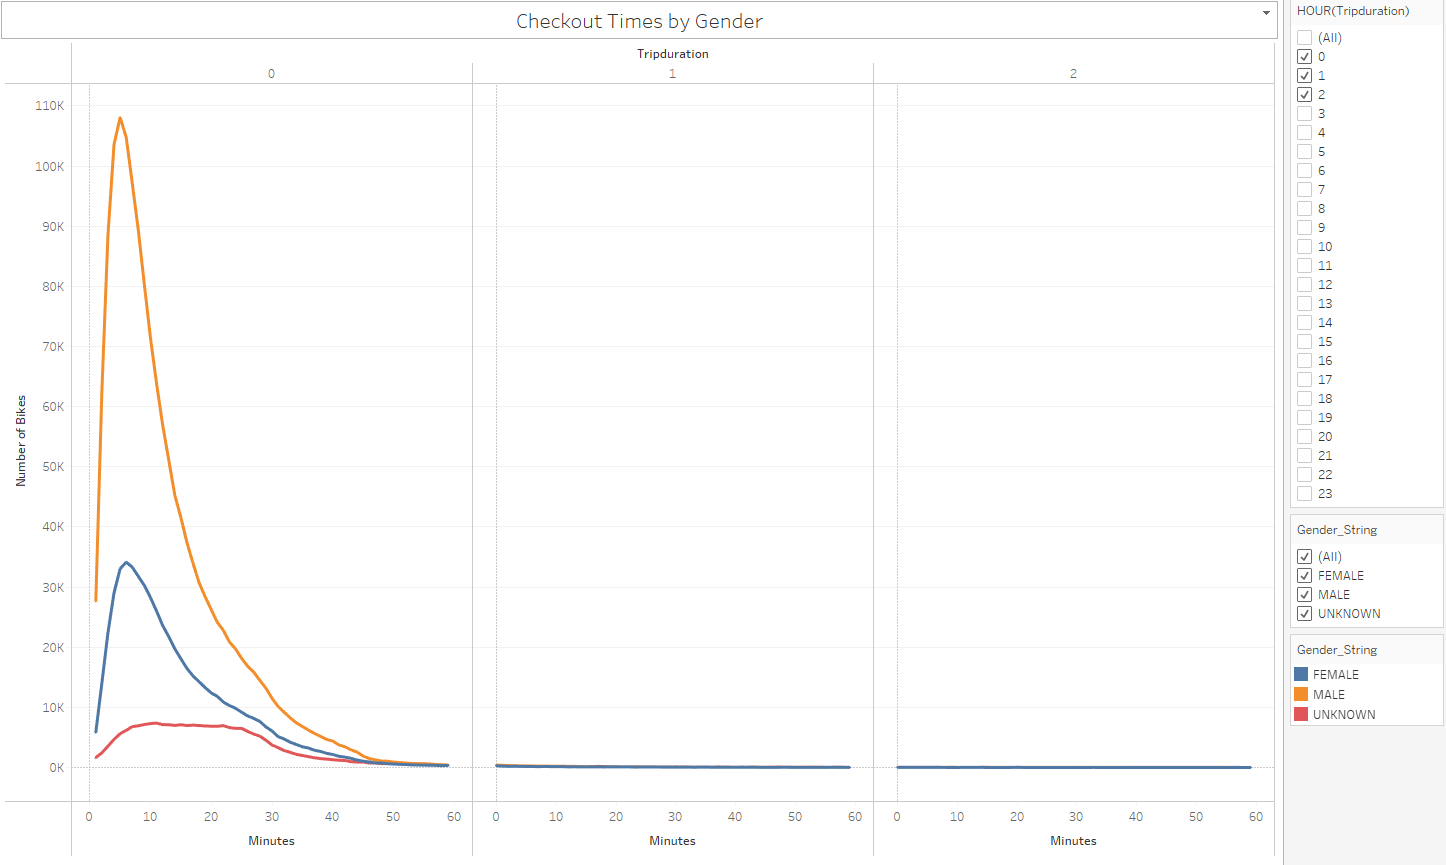 Checkout Times by Gender
Tripduration
0 1 2
110K
100K
90K
80K
70K
60K
50K
40K
30K
20K
10K
0K
Number of Bikes
0 10 20 30 40 50 60 0 10 20 30 40 50 60 0 10 20 30 40 50 60
Minutes Minutes Minutes
HOUR(Tripduration)
(All)
0
1
2
3
4
5
6
7
8
9
10
11
12
13
14
15
16
17
18
19
20
21
22
23
Gender_String
(All)
FEMALE
MALE
UNKNOWN
Gender_String
FEMALE
MALE
UNKNOWN